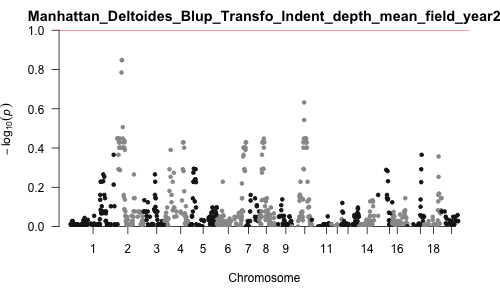 Manhattan_Deltoides_Blup_Transfo_Indent_depth_mean_field_year2
1.0
0.8
0.6
0.4
0.2
0.0
− log10(p)
1 2 3 4 5 6 7 8 9 11 14 16 18
Chromosome